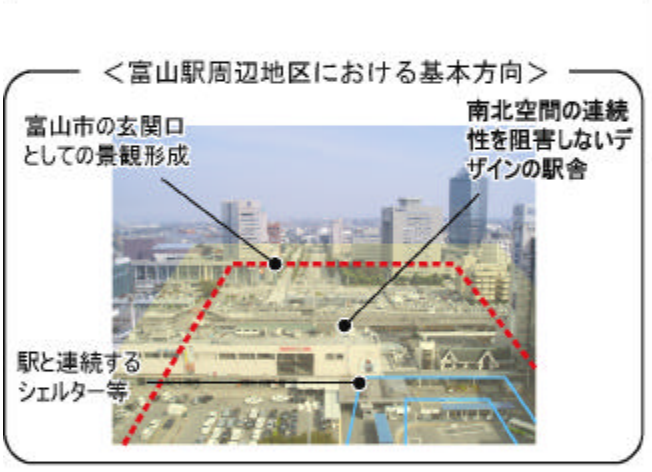 ＜富山駅周辺地区における基本方向＞
富山市の玄関口
としての景観形成
南北空間の連続
性を阻害しないデ
ザインの駅舎
駅と連続する
シェルター等